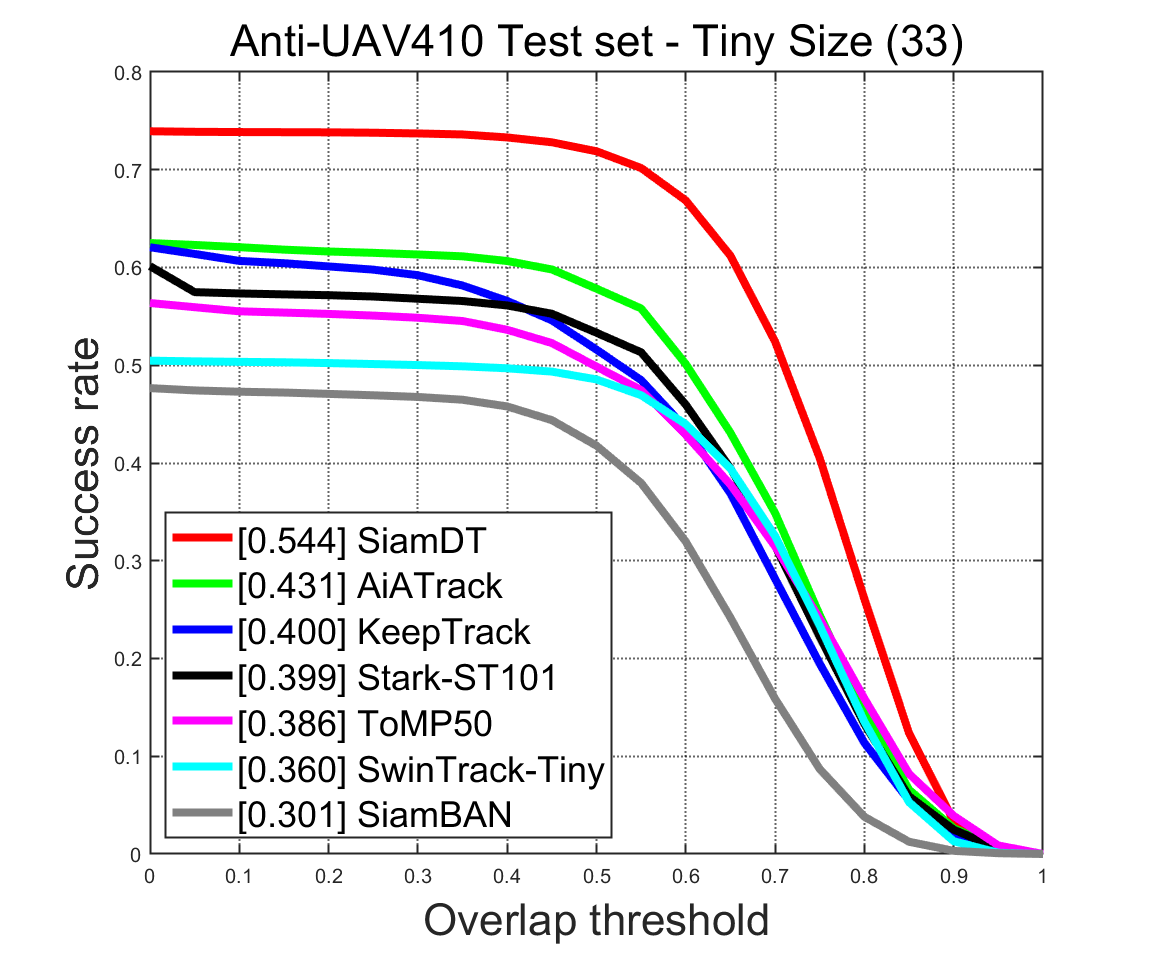 Anti-UAV410 Test set - Tiny Size (33)
Success rate
0.8
0.7
0.6
0.5
0.4
0.3
0.2
0.1
0
[0.544] SiamDT
[0.431] AiATrack
[0.400] KeepTrack
[0.399] Stark-ST101
[0.386] ToMP50
[0.360] SwinTrack-Tiny
[0.301] SiamBAN
0 0.1 0.2 0.3 0.4 0.5 0.6 0.7 0.8 0.9 1
Overlap threshold